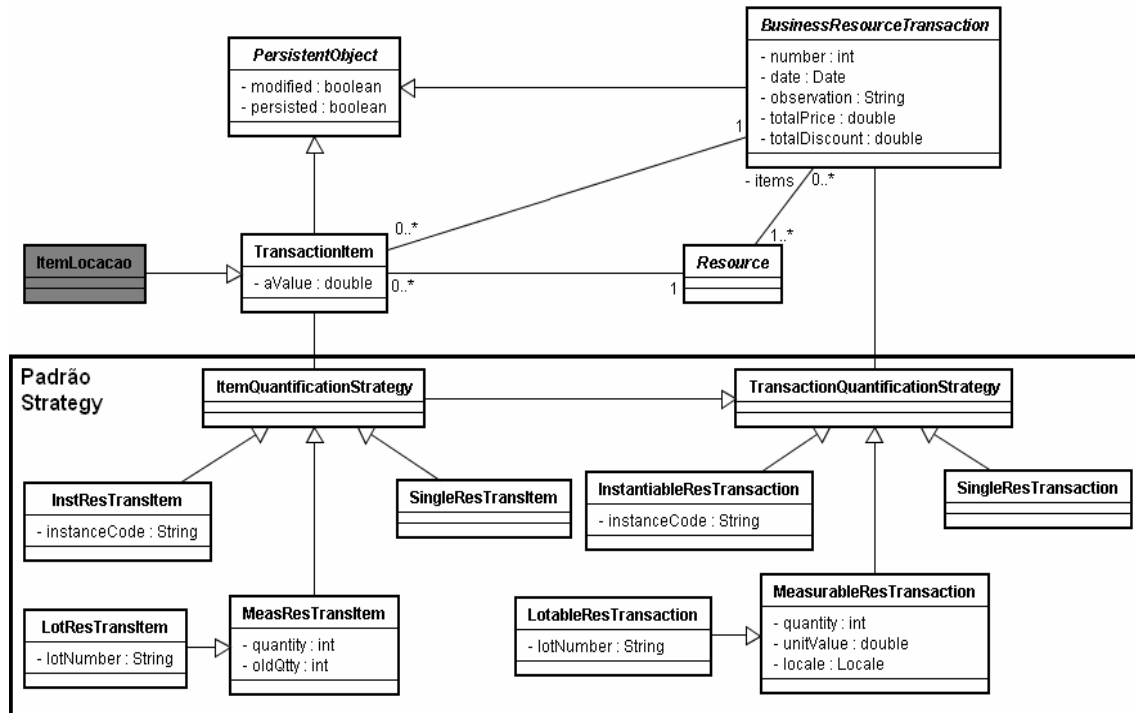 BusinessResourceTransaction
- number : int
- date : Date
- observation : String
- totalPrice : double
- totalDiscount : double
PersistentObject
- modified : boolean
- persisted : boolean
1
- items
0..*
0..*
1..*
ItemLocacao
TransactionItem
- aValue : double
0..*
1
Resource
Padrão
Strategy
ItemQuantificationStrategy
TransactionQuantificationStrategy
InstResTransItem
- instanceCode : String
SingleResTransItem
InstantiableResTransaction
- instanceCode : String
SingleResTransaction
LotResTransItem
- lotNumber : String
MeasResTransItem
- quantity : int
- oldQtty : int
LotableResTransaction
- lotNumber : String
MeasurableResTransaction
- quantity : int
- unitValue : double
- locale : Locale